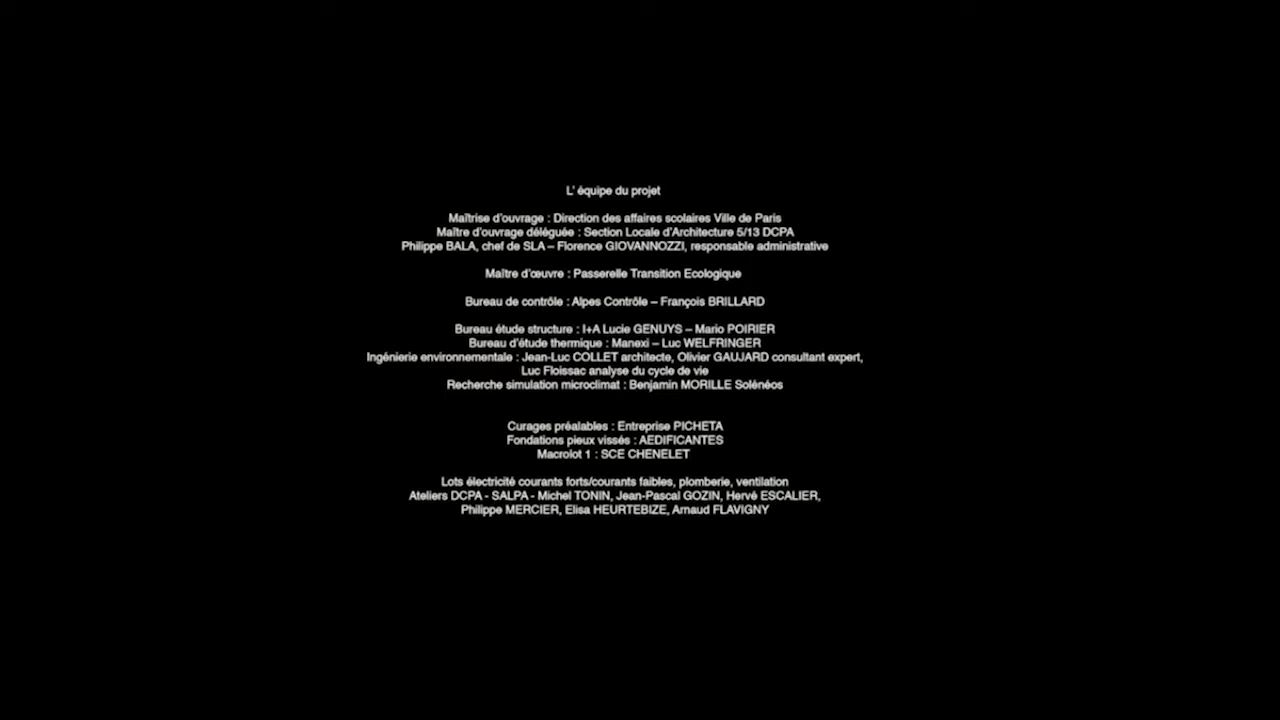 L' équipe du projet
Maîtrise d'ouvrage : Direction des affaires scolaires Ville de Paris
Maître d'ouvrage déléguée : Section Locale d'Architecture 5/13 DCPA
Philippe BALA, chef de SLA – Florence GIOVANNOZZI, responsable administrative
Maître d'œuvre : Passerelle Transition Ecologique
Bureau de contrôle : Alpes Contrôle – François BRILLARD
Bureau étude structure : I+A Lucie GENUYS – Mario POIRIER
Bureau d'étude thermique : Manexi – Luc WELFRINGER
Ingénierie environnementale : Jean-Luc COLLET architecte, Olivier GAUJARD consultant expert,
Luc Floissac analyse du cycle de vie
Recherche simulation microclimat : Benjamin MORILLE Solénéos
Curages préalables : Entreprise PICHETA
Fondations pieux vissés : AEDIFICANTES
Macrolot 1 : SCE CHENELET
Lots électricité courants forts/courants faibles, plomberie, ventilation
Ateliers DCPA - SALPA - Michel TONIN, Jean-Pascal GOZIN, Hervé ESCALIER,
Philippe MERCIER, Elisa HEURTEBIZE, Arnaud FLAVIGNY